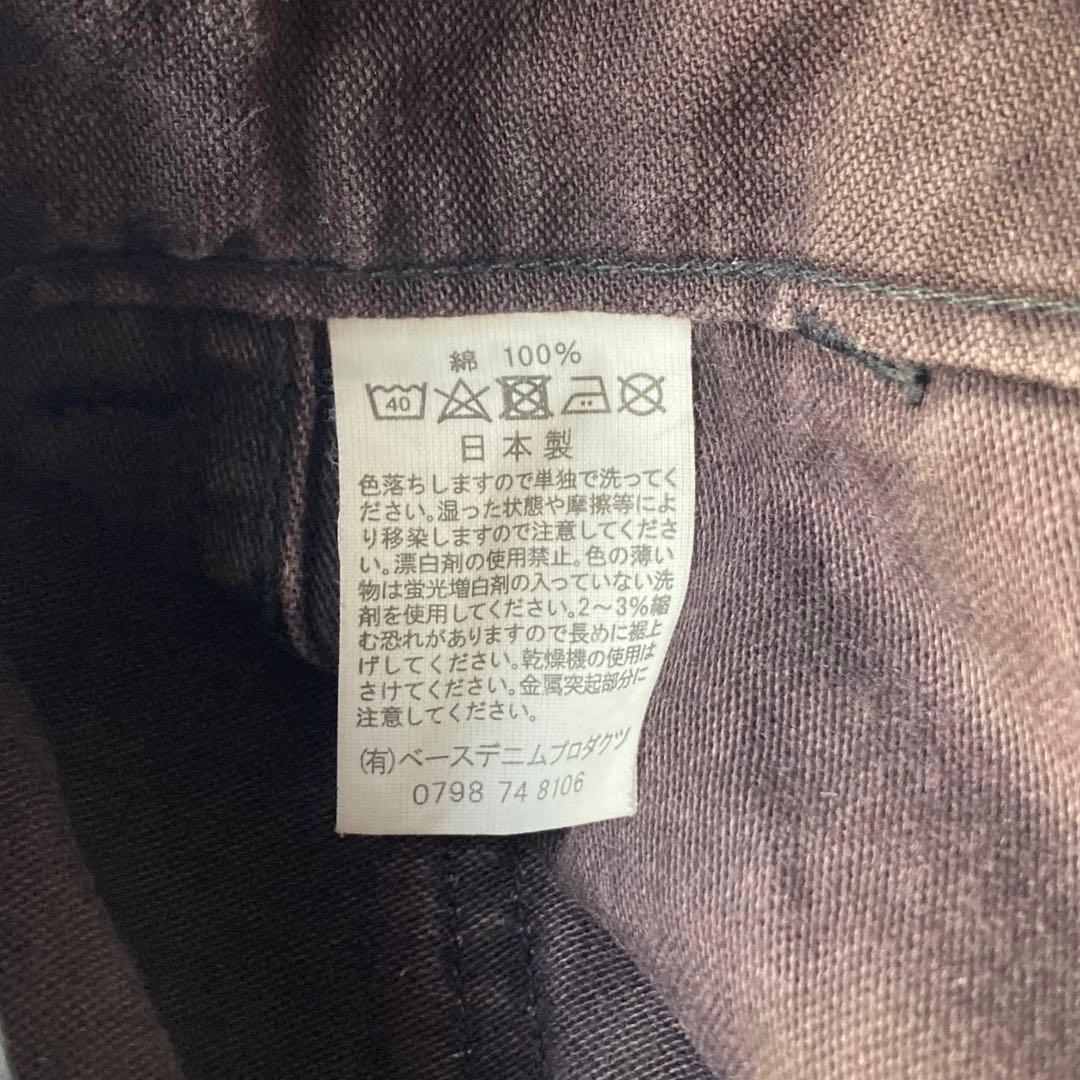 綿 100%
40
日本製
色落ちしますので単独で洗ってく
ださい。湿った状態や摩擦等によ
り移染しますので注意してくださ
い。漂白剤の使用禁止。色の薄い
物は蛍光増白剤の入っていない洗
剤を使用してください。2〜3%縮
む恐れがありますので長めに裾上
げしてください。乾燥機の使用は
さけてください。金属突起部分に
注意してください。
(有)ベースデニムプロダクツ
0798 74 8106